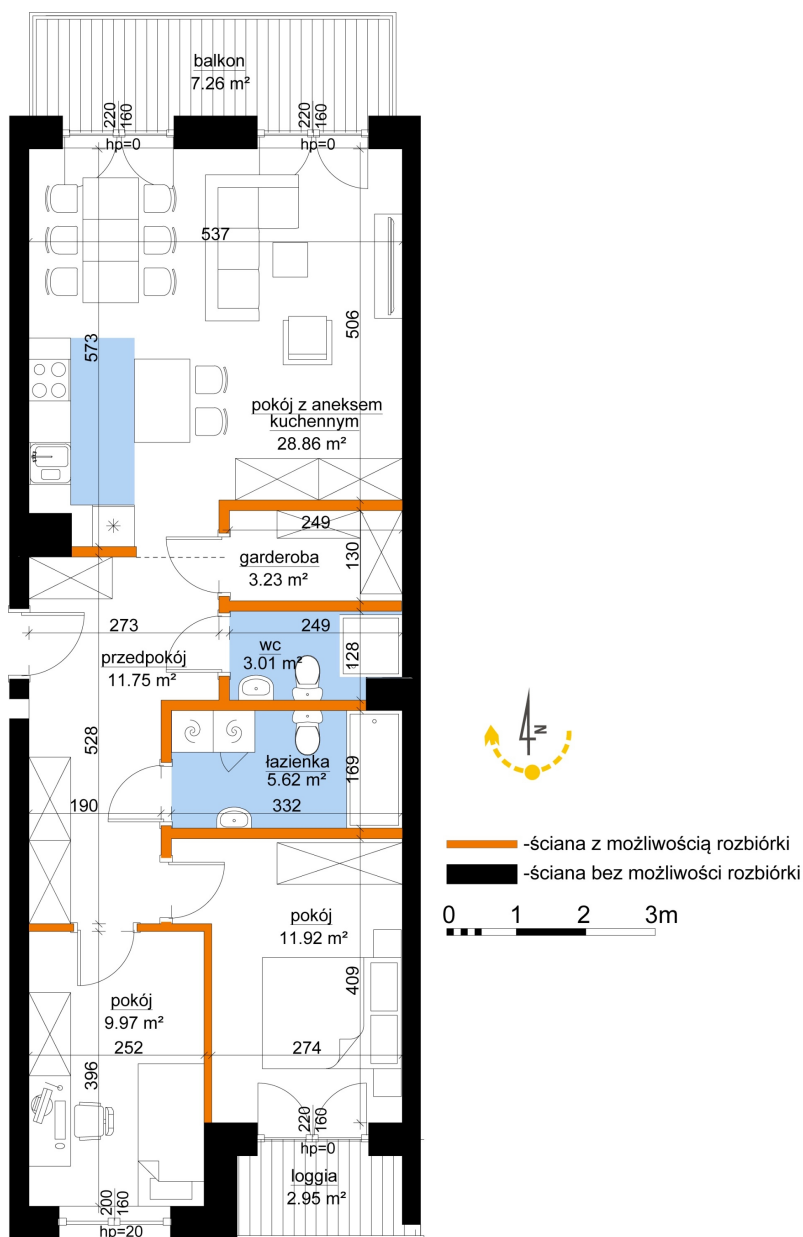 balkon
7.26 m²
220
160
hp=0
220
160
hp=0
537
573
506
pokój z aneksem
kuchennym
28.86 m²
249
garderoba
3.23 m²
130
273
249
wc
3.01 m²
128
przedpokój
11.75 m²
528
łazienka
5.62 m²
169
190
332
N
-ściana z możliwością rozbiórki
-ściana bez możliwości rozbiórki
0 1 2 3m
pokój
11.92 m²
409
pokój
9.97 m²
252
274
396
220
160
hp=0
loggia
2.95 m²
200
160
hp=20